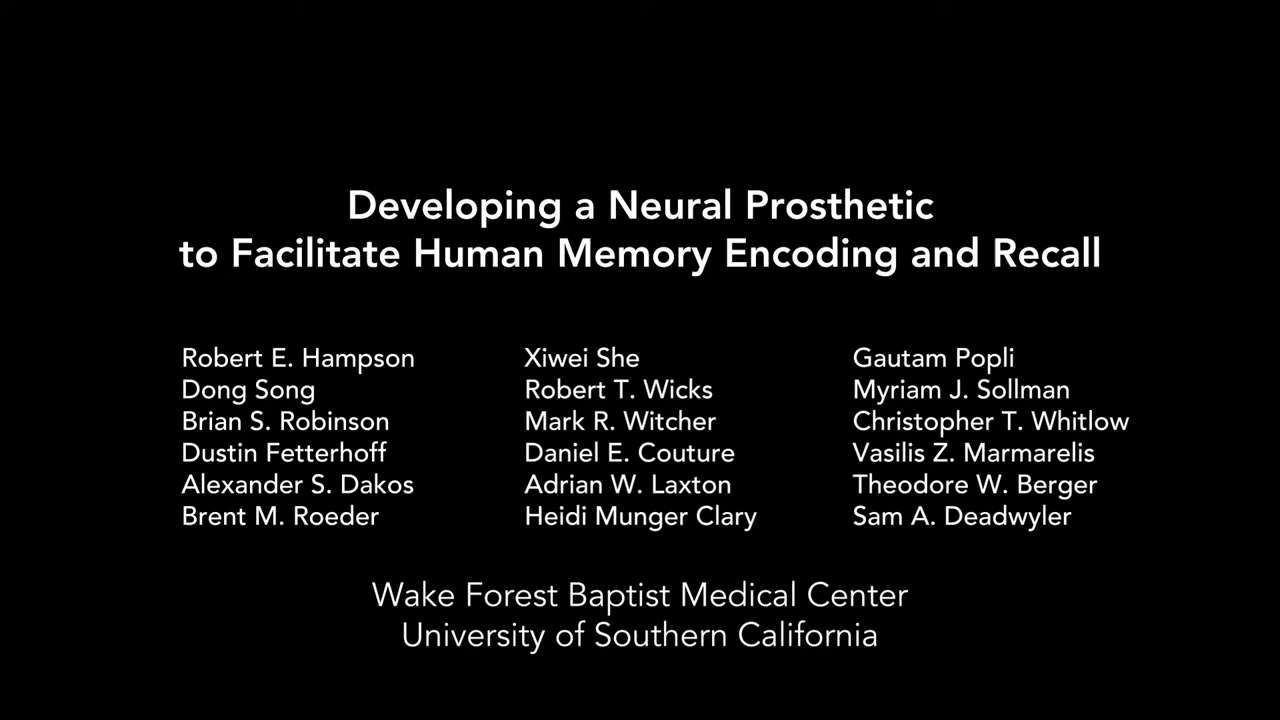 Developing a Neural Prosthetic
to Facilitate Human Memory Encoding and Recall
Robert E. Hampson
Dong Song
Brian S. Robinson
Dustin Fetterhoff
Alexander S. Dakos
Brent M. Roeder
Xiwei She
Robert T. Wicks
Mark R. Witcher
Daniel E. Couture
Adrian W. Laxton
Heidi Munger Clary
Gautam Popli
Myriam J. Sollman
Christopher T. Whitlow
Vasilis Z. Marmarelis
Theodore W. Berger
Sam A. Deadwyler
Wake Forest Baptist Medical Center
University of Southern California